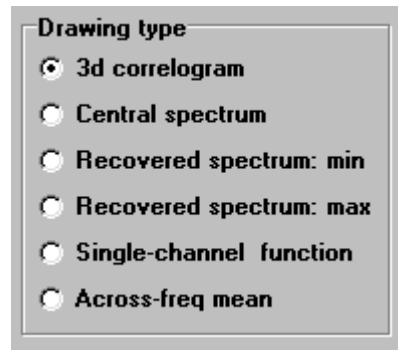 Drawing type
3d correlogram
Central spectrum
Recovered spectrum: min
Recovered spectrum: max
Single-channel function
Across-freq mean